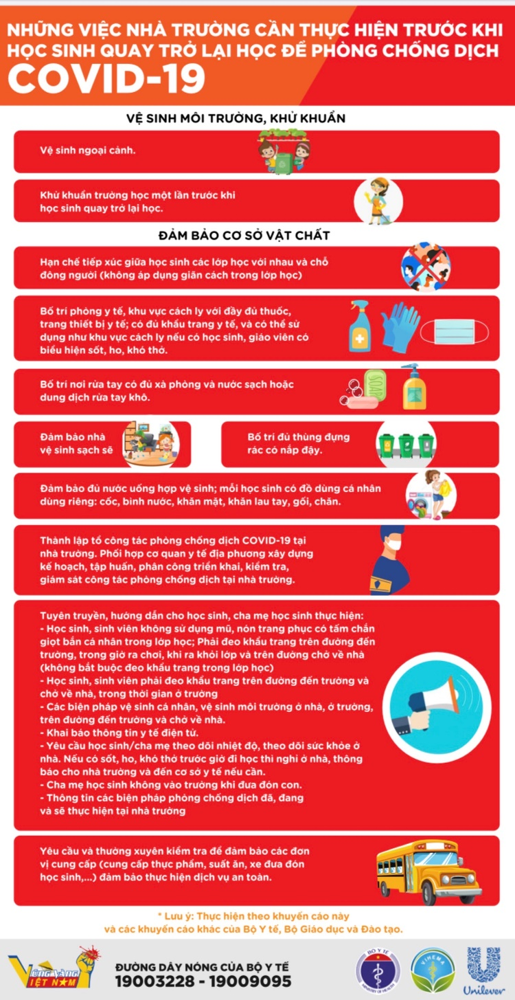 NHỮNG VIỆC NHÀ TRƯỜNG CẦN THỰC HIỆN TRƯỚC KHI
HỌC SINH QUAY TRỞ LẠI HỌC ĐỂ PHÒNG CHỐNG DỊCH
COVID-19
VỆ SINH MÔI TRƯỜNG, KHỬ KHUẨN
Vệ sinh ngoại cảnh.
Khử khuẩn trường học một lần trước khi
học sinh quay trở lại học.
ĐẢM BẢO CƠ SỞ VẬT CHẤT
Hạn chế tiếp xúc giữa học sinh các lớp học với nhau và chỗ
đông người (không áp dụng giãn cách trong lớp học)
Bố trí phòng y tế, khu vực cách ly với đầy đủ thuốc,
trang thiết bị y tế; có đủ khẩu trang y tế, và có thể sử
dụng như khu vực cách ly nếu có học sinh, giáo viên có
biểu hiện sốt, ho, khó thở.
Bố trí nơi rửa tay có đủ xà phòng và nước sạch hoặc
dung dịch rửa tay khô.
SOAP
Đảm bảo nhà
vệ sinh sạch sẽ
Bố trí đủ thùng đựng
rác có nắp đậy.
Đảm bảo đủ nước uống hợp vệ sinh; mỗi học sinh có đồ dùng cá nhân
dùng riêng: cốc, bình nước, khăn mặt, khăn lau tay, gối, chăn.
Thành lập tổ công tác phòng chống dịch COVID-19 tại
nhà trường. Phối hợp cơ quan y tế địa phương xây dựng
kế hoạch, tập huấn, phân công triển khai, kiểm tra,
giám sát công tác phòng chống dịch tại nhà trường.
Tuyên truyền, hướng dẫn cho học sinh, cha mẹ học sinh thực hiện:
- Học sinh, sinh viên không sử dụng mũ, nón trang phục có tấm chắn
giọt bắn cá nhân trong lớp học; Phải đeo khẩu trang trên đường đến
trường, trong giờ ra chơi, khi ra khỏi lớp và trên đường chở về nhà
(không bắt buộc đeo khẩu trang trong lớp học)
- Học sinh, sinh viên phải đeo khẩu trang trên đường đến trường và
chở về nhà, trong thời gian ở trường
- Các biện pháp vệ sinh cá nhân, vệ sinh môi trường ở nhà, ở trường,
trên đường đến trường và chở về nhà.
- Khai báo thông tin y tế điện tử.
- Yêu cầu học sinh/cha mẹ theo dõi nhiệt độ, theo dõi sức khỏe ở
nhà. Nếu có sốt, ho, khó thở trước giờ đi học thì nghỉ ở nhà, thông
báo cho nhà trường và đến cơ sở y tế nếu cần.
- Cha mẹ học sinh không vào trường khi đưa đón con.
- Thông tin các biện pháp phòng chống dịch đã, đang
và sẽ thực hiện tại nhà trường
Yêu cầu và thường xuyên kiểm tra để đảm bảo các đơn
vị cung cấp (cung cấp thực phẩm, suất ăn, xe đưa đón
học sinh,...) đảm bảo thực hiện dịch vụ an toàn.
* Lưu ý: Thực hiện theo khuyến cáo này
và các khuyến cáo khác của Bộ Y tế, Bộ Giáo dục và Đào tạo.
VỮNG VÀNG
VIỆT NAM
ĐƯỜNG DÂY NÓNG CỦA BỘ Y TẾ
19003228 - 19009095
BỘ Y TẾ
MINISTRY OF HEALTH
VIHEMA
Unilever